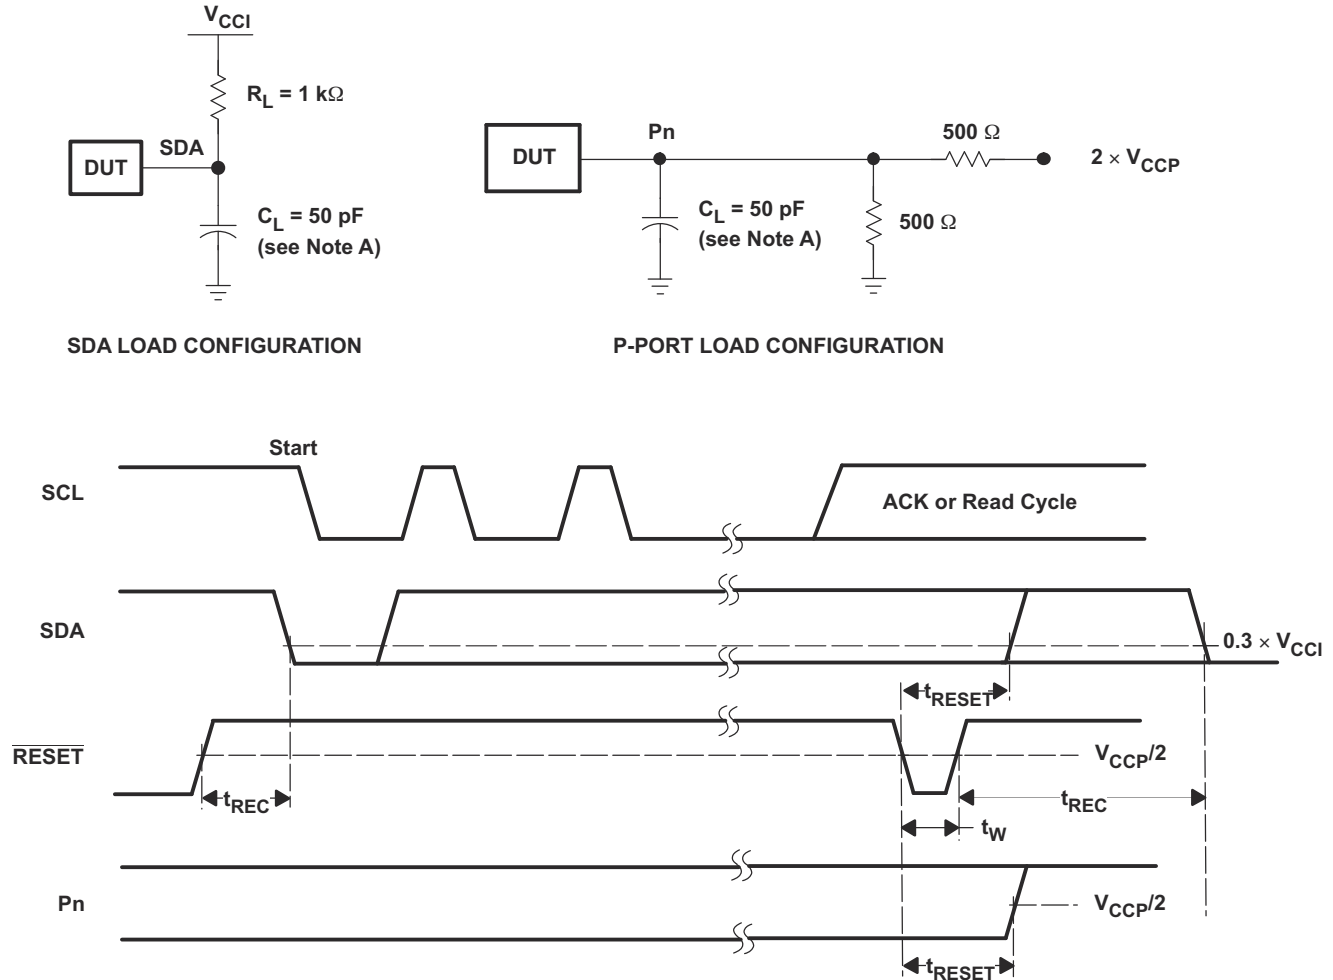 VCCI
RL = 1 kΩ
DUT
SDA
CL = 50 pF
(see Note A)
SDA LOAD CONFIGURATION
DUT
Pn
500 Ω
2 × VCCP
CL = 50 pF
(see Note A)
500 Ω
P-PORT LOAD CONFIGURATION
Start
SCL
ACK or Read Cycle
SDA
0.3 × VCCI
tRESET
RESET
VCCP/2
tREC
tREC
tW
Pn
VCCP/2
tRESET